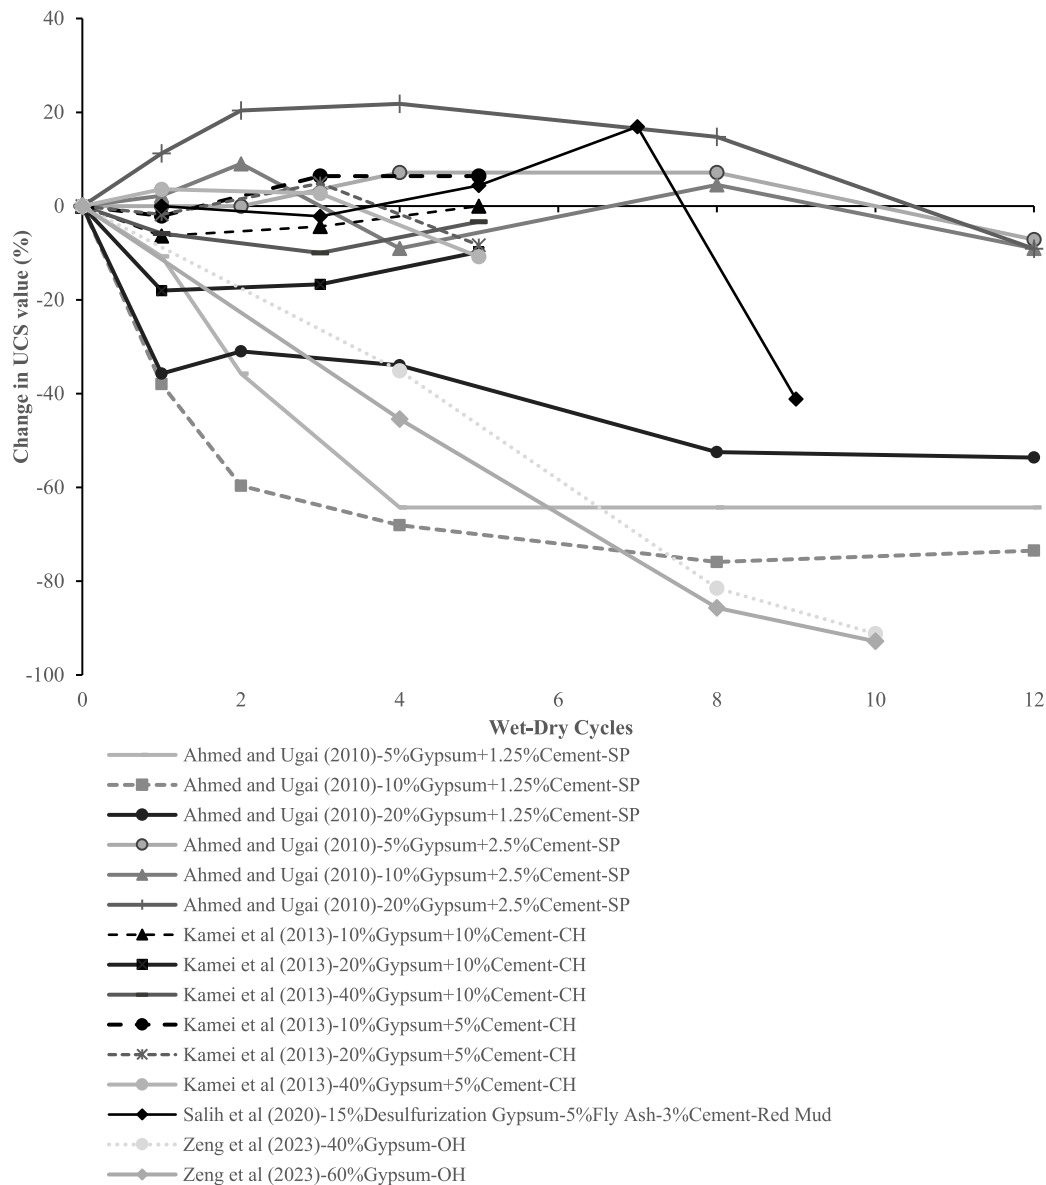 40
20
0
-20
-40
-60
-80
-100
Change in UCS value (%)
0 2 4 6 8 10 12
Wet-Dry Cycles
Ahmed and Ugai (2010)-5%Gypsum+1.25%Cement-SP
Ahmed and Ugai (2010)-10%Gypsum+1.25%Cement-SP
Ahmed and Ugai (2010)-20%Gypsum+1.25%Cement-SP
Ahmed and Ugai (2010)-5%Gypsum+2.5%Cement-SP
Ahmed and Ugai (2010)-10%Gypsum+2.5%Cement-SP
Ahmed and Ugai (2010)-20%Gypsum+2.5%Cement-SP
Kamei et al (2013)-10%Gypsum+10%Cement-CH
Kamei et al (2013)-20%Gypsum+10%Cement-CH
Kamei et al (2013)-40%Gypsum+10%Cement-CH
Kamei et al (2013)-10%Gypsum+5%Cement-CH
Kamei et al (2013)-20%Gypsum+5%Cement-CH
Kamei et al (2013)-40%Gypsum+5%Cement-CH
Salih et al (2020)-15%Desulfurization Gypsum-5%Fly Ash-3%Cement-Red Mud
Zeng et al (2023)-40%Gypsum-OH
Zeng et al (2023)-60%Gypsum-OH